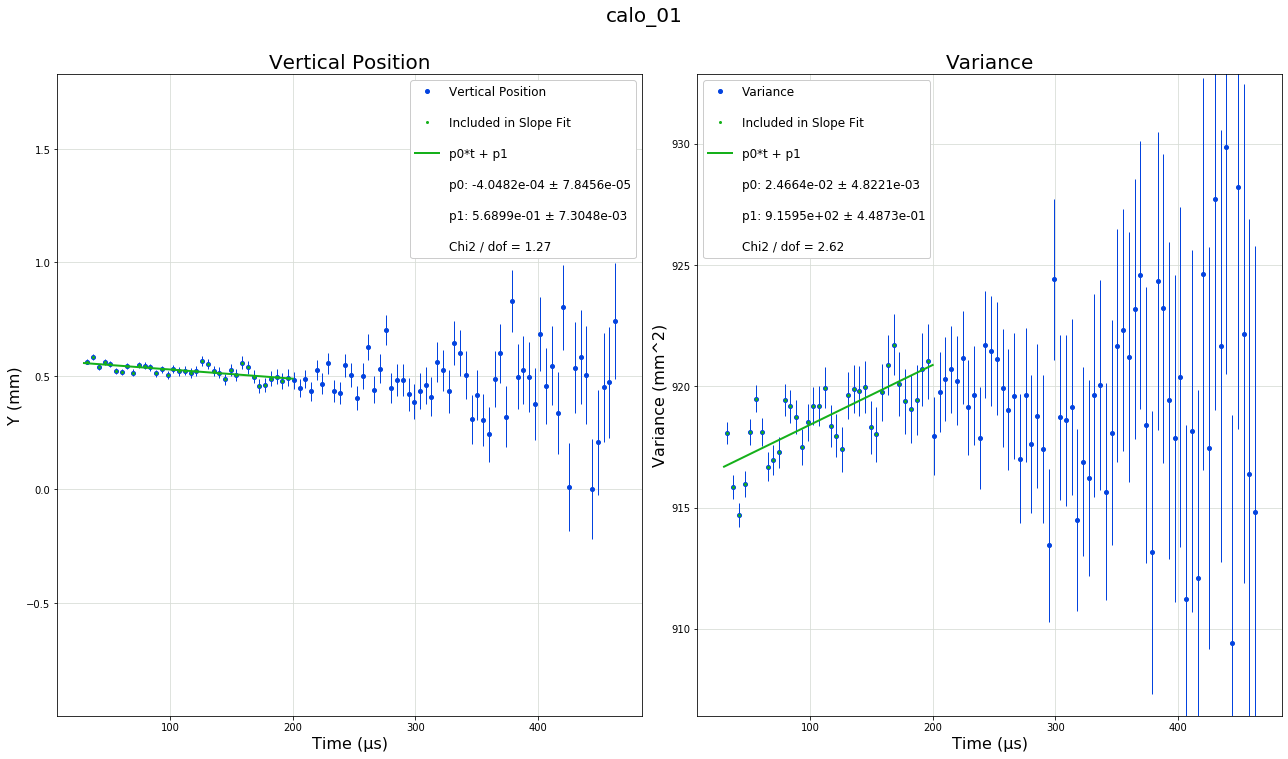 calo_01
Vertical Position
Vertical Position
Included in Slope Fit
p0*t + p1
p0: -4.0482e-04 ± 7.8456e-05
p1: 5.6899e-01 ± 7.3048e-03
Chi2 / dof = 1.27
1.5
1.0
0.5
0.0
−0.5
Y (mm)
100
200
300
400
Time (μs)
Variance
Variance
Included in Slope Fit
p0*t + p1
p0: 2.4664e-02 ± 4.8221e-03
p1: 9.1595e+02 ± 4.4873e-01
Chi2 / dof = 2.62
930
925
920
915
910
Variance (mm^2)
100
200
300
400
Time (μs)